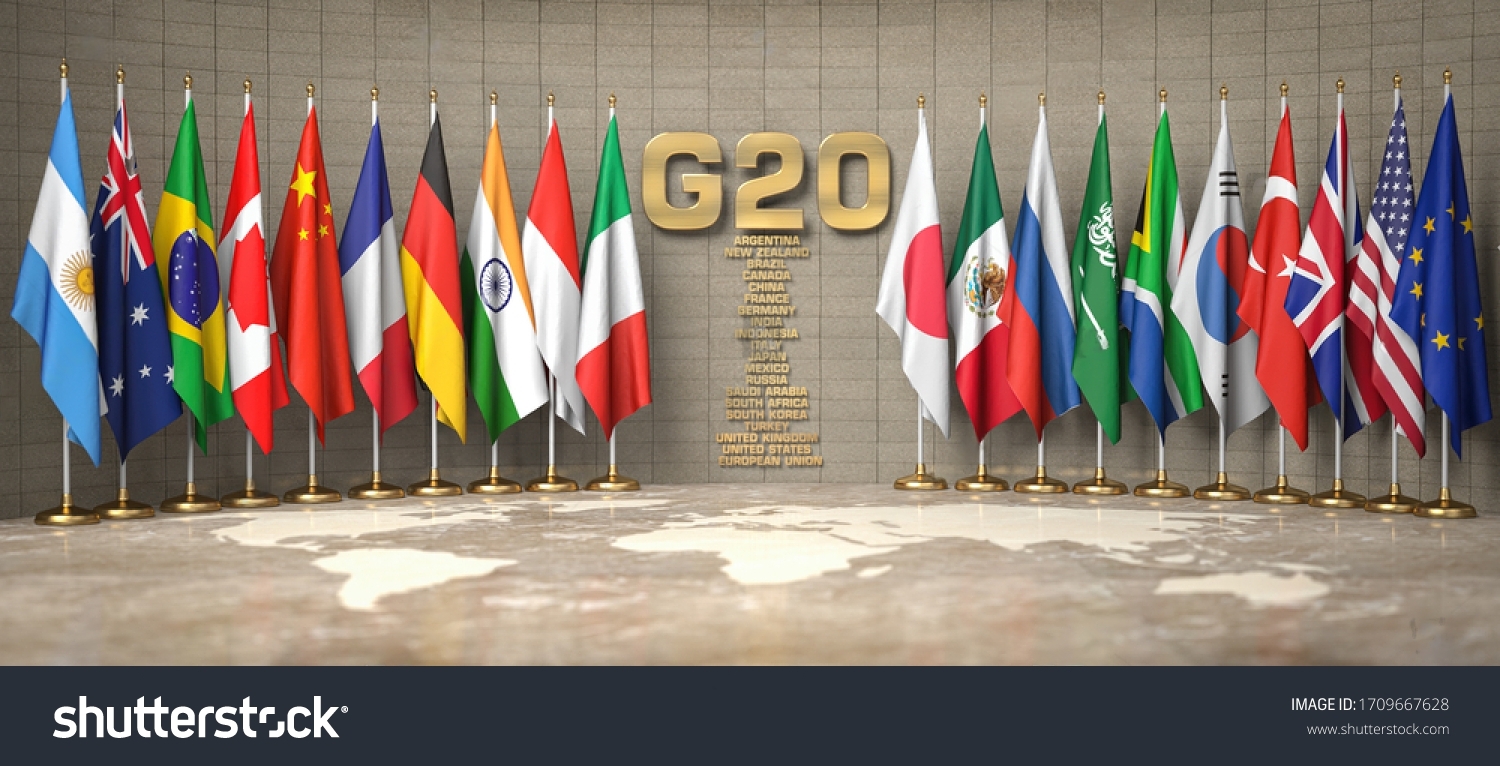 G20
ARGENTINA
NEW ZEALAND
BRAZIL
CANADA
CHINA
FRANCE
GERMANY
INDIA
INDONESIA
ITALY
JAPAN
MEXICO
RUSSIA
SAUDI ARABIA
SOUTH AFRICA
SOUTH KOREA
TURKEY
UNITED KINGDOM
UNITED STATES
EUROPEAN UNION
shutterstock®
IMAGE ID: 1709667628
www.shutterstock.com